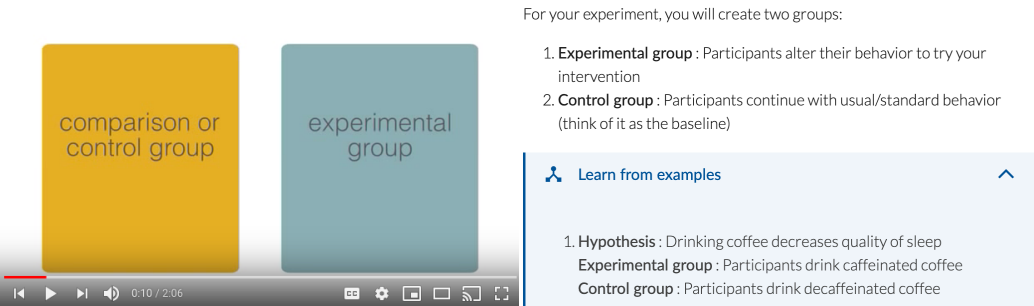 comparison or
control group
experimental
group
0:10 / 2:06
CC
For your experiment, you will create two groups:
1. Experimental group : Participants alter their behavior to try your
intervention
2. Control group : Participants continue with usual/standard behavior
(think of it as the baseline)
Learn from examples
1. Hypothesis : Drinking coffee decreases quality of sleep
Experimental group : Participants drink caffeinated coffee
Control group : Participants drink decaffeinated coffee